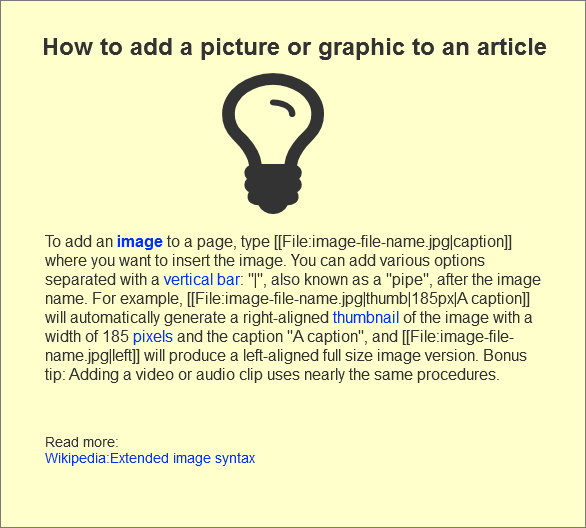 How to add a picture or graphic to an article
To add an image to a page, type [[File:image-file-name.jpg|caption]]
where you want to insert the image. You can add various options
separated with a vertical bar: "|", also known as a "pipe", after the image
name. For example, [[File:image-file-name.jpg|thumb|185px|A caption]]
will automatically generate a right-aligned thumbnail of the image with a
width of 185 pixels and the caption "A caption", and [[File:image-file-
name.jpg|left]] will produce a left-aligned full size image version. Bonus
tip: Adding a video or audio clip uses nearly the same procedures.
Read more:
Wikipedia:Extended image syntax